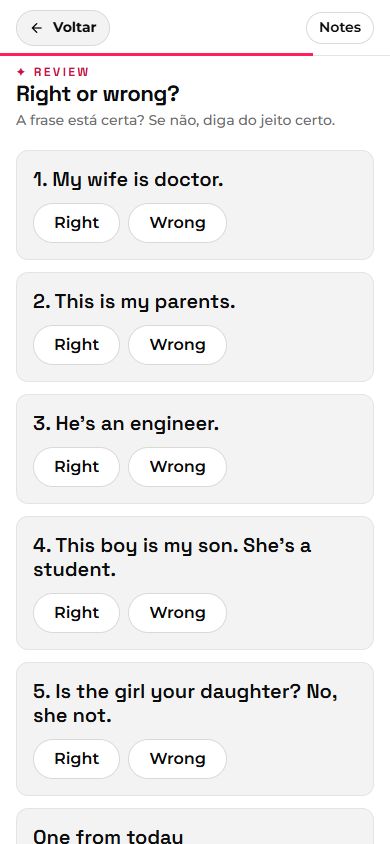 ← Voltar
Notes
✦ REVIEW
Right or wrong?
A frase está certa? Se não, diga do jeito certo.
1. My wife is doctor.
Right
Wrong
2. This is my parents.
Right
Wrong
3. He's an engineer.
Right
Wrong
4. This boy is my son. She's a
student.
Right
Wrong
5. Is the girl your daughter? No,
she not.
Right
Wrong
One from today